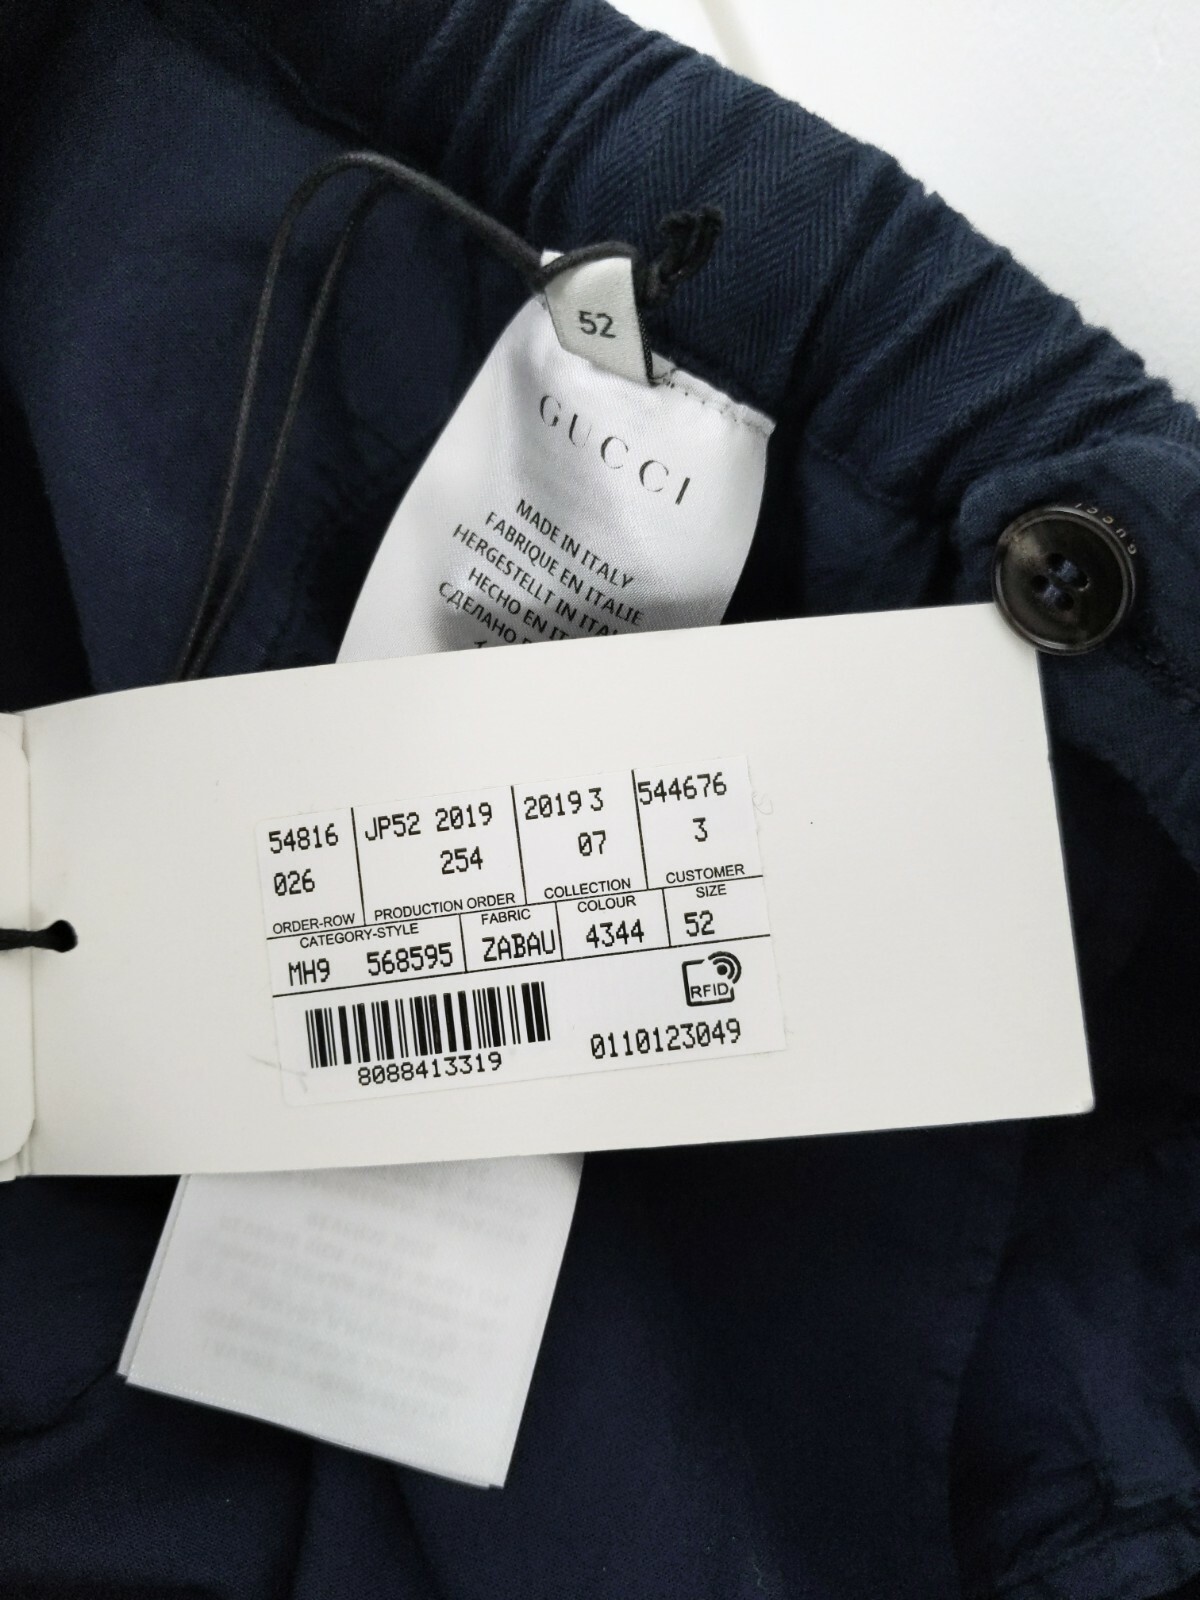 52
GUCCI
MADE IN ITALY
FABRIQUE EN ITALIE
HERGESTELLT IN ITAL
HECHO EN IT
СДЕЛАНО
GUCCI
54816 JP52 2019 2019 3 544676
026 254 07 3
ORDER-ROW PRODUCTION ORDER COLLECTION CUSTOMER
CATEGORY-STYLE FABRIC COLOUR SIZE
MH9 568595 ZABAU 4344 52
RFID
8088413319 0110123049